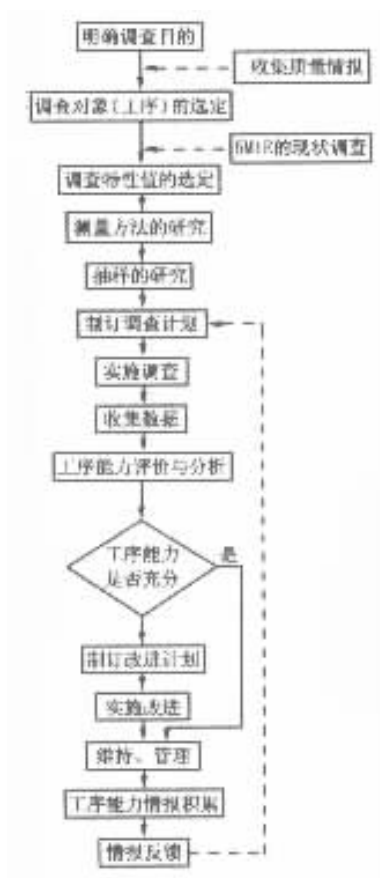 明确调查目的
收集质量情报
调查对象(工序)的选定
6M1E的现状调查
调查特性值的选定
测量方法的研究
抽样的研究
制订调查计划
实施调查
收集数据
工序能力评价与分析
工序能力
是否充分
是
制订改进计划
实施改进
维持、管理
工序能力情报积累
情报反馈